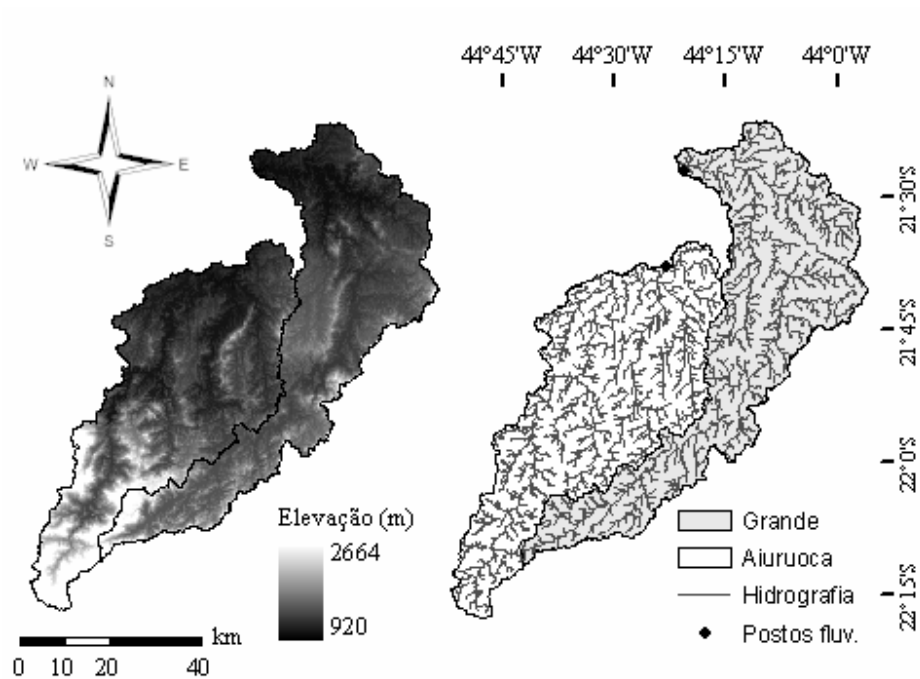 44°45'W 44°30'W 44°15'W 44°0'W
N
W E
S
21°30'S
21°45'S
22°0'S
22°15'S
Elevação (m)
2664
920
km
0 10 20 40
Grande
Aiuruoca
Hidrografia
Postos fluv.